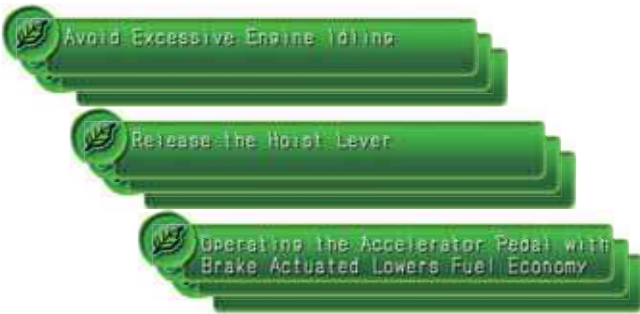 Avoid Excessive Engine Idling
Release the Hoist Lever
Operating the Accelerator Pedal with
Brake Actuated Lowers Fuel Economy